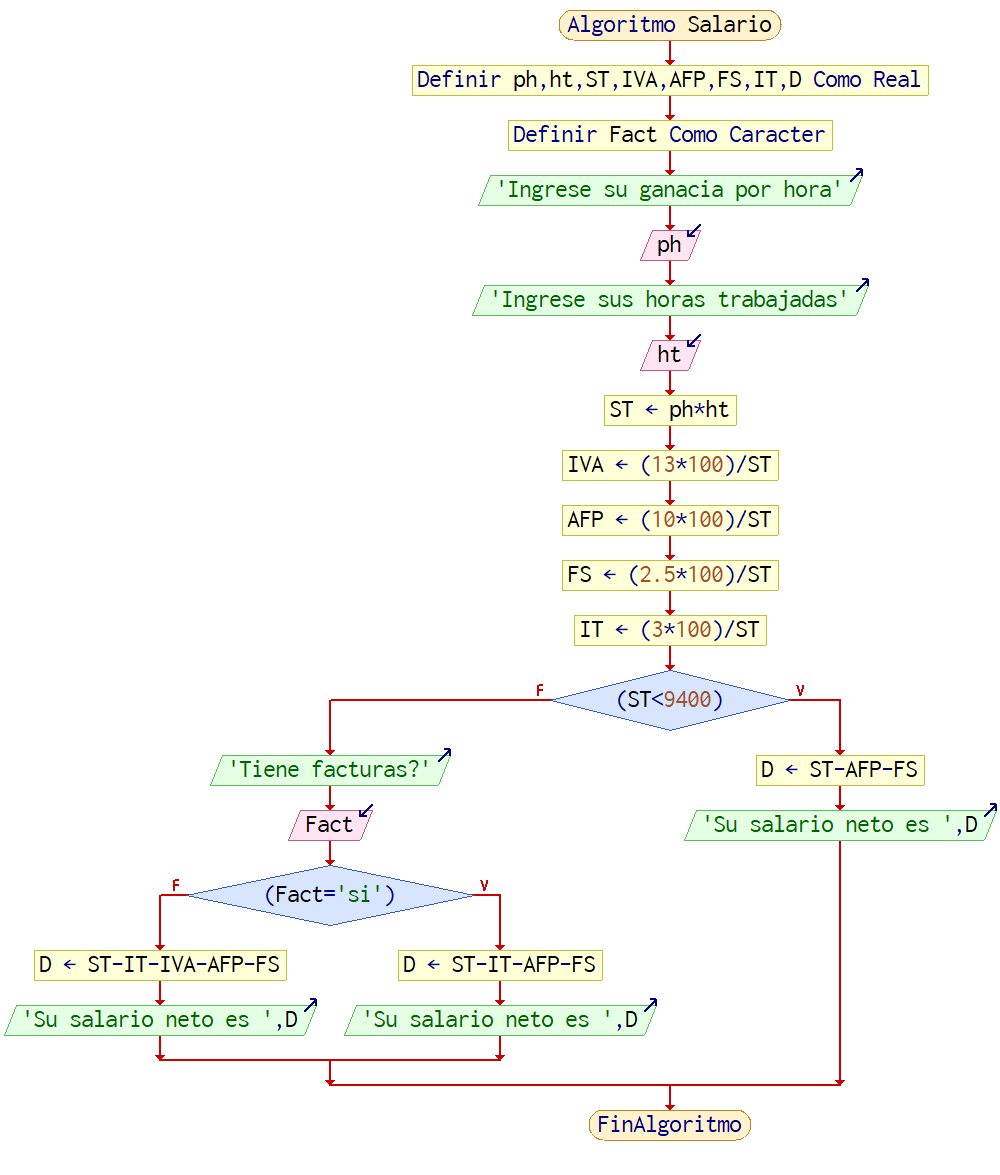 Algoritmo Salario
Definir ph,ht,ST,IVA,AFP,FS,IT,D Como Real
Definir Fact Como Caracter
'Ingrese su ganacia por hora'
ph
'Ingrese sus horas trabajadas'
ht
ST ← ph*ht
IVA ← (13*100)/ST
AFP ← (10*100)/ST
FS ← (2.5*100)/ST
IT ← (3*100)/ST
F
(ST<9400)
V
'Tiene facturas?'
D ← ST-AFP-FS
Fact
'Su salario neto es ',D
F
(Fact='si')
V
D ← ST-IT-IVA-AFP-FS
D ← ST-IT-AFP-FS
'Su salario neto es ',D
'Su salario neto es ',D
FinAlgoritmo